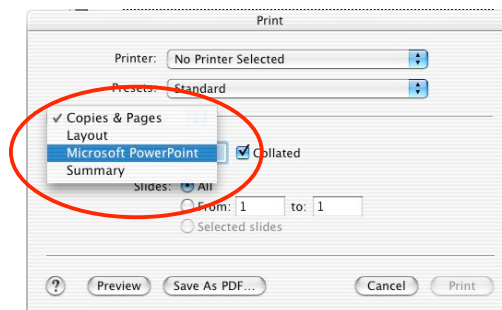 Print
Printer: No Printer Selected
Presets: Standard
✓ Copies & Pages
Layout
Microsoft PowerPoint
Collated
Summary
Slides: All
From: 1 to: 1
Selected slides
? Preview Save As PDF... Cancel Print